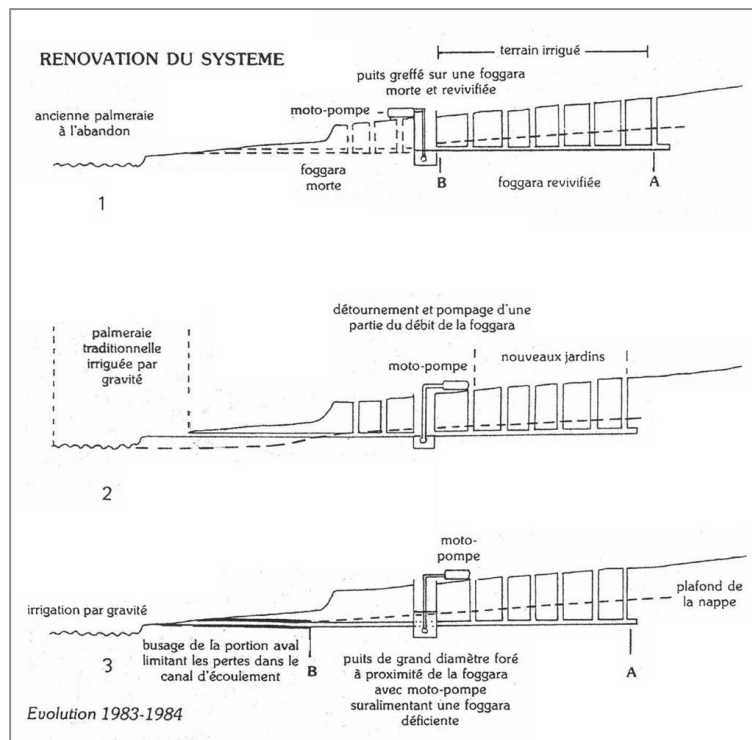 RENOVATION DU SYSTEME
terrain irrigué
puits greffé sur une foggara
morte et revivifiée
moto-pompe
ancienne palmeraie
à l'abandon
foggara
morte
B
foggara revivifiée
A
1
détournement et pompage d'une
partie du débit de la foggara
palmeraie
traditionnelle
irriguée par
gravité
moto-pompe
nouveaux jardins
2
moto-
pompe
plafond de
la nappe
irrigation par gravité
busage de la portion aval
limitant les pertes dans le
canal d'écoulement
B
puits de grand diamètre foré
à proximité de la foggara
avec moto-pompe
suralimentant une foggara
déficiente
A
3
Evolution 1983-1984